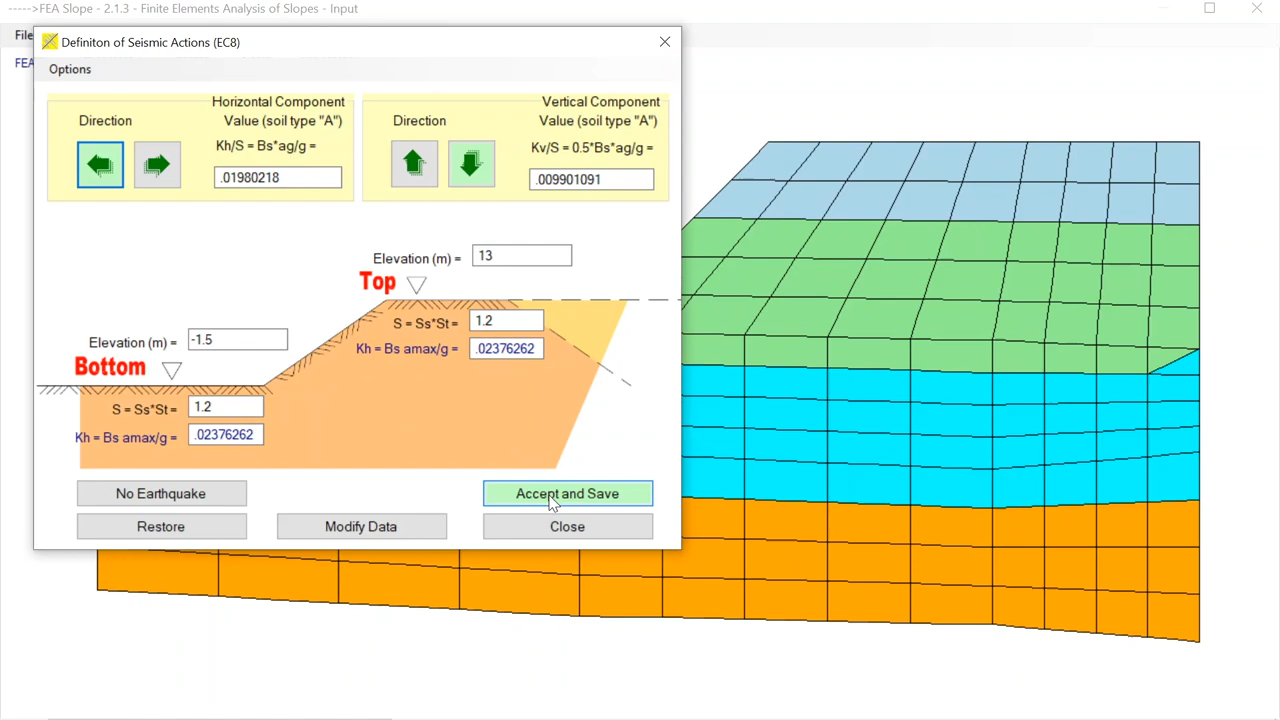 ----->FEA Slope - 2.1.3 - Finite Elements Analysis of Slopes - Input
File
FEA
Definiton of Seismic Actions (EC8)
Options
Horizontal Component
Direction
Value (soil type "A")
Kh/S = Bs*ag/g =
.01980218
Vertical Component
Direction
Value (soil type "A")
Kv/S = 0.5*Bs*ag/g =
.009901091
Elevation (m) =
13
Top
S = Ss*St =
1.2
Kh = Bs amax/g =
.02376262
Elevation (m) =
-1.5
Bottom
S = Ss*St =
1.2
Kh = Bs amax/g =
.02376262
No Earthquake
Accept and Save
Restore
Modify Data
Close